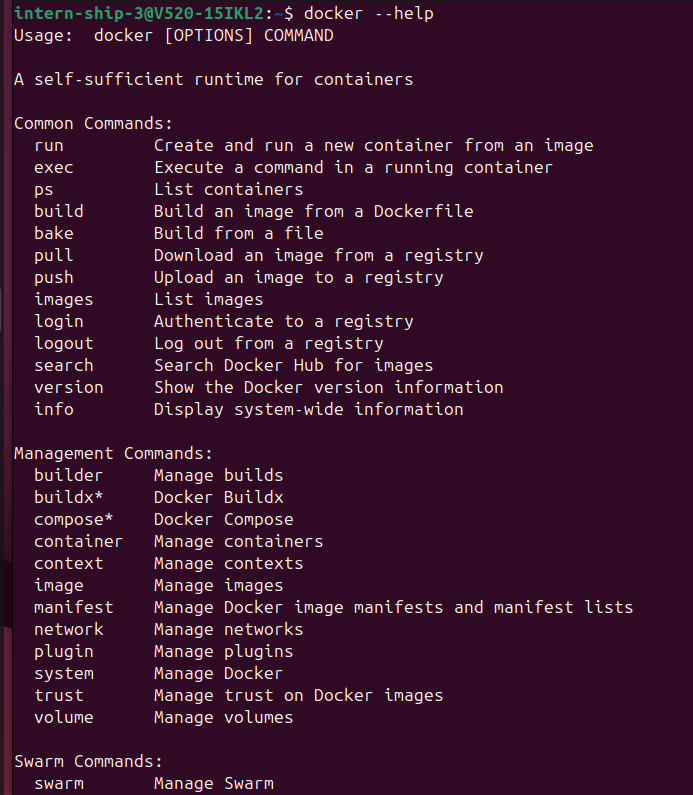 intern-ship-3@V520-15IKL2:~$ docker --help
Usage:  docker [OPTIONS] COMMAND

A self-sufficient runtime for containers

Common Commands:
  run         Create and run a new container from an image
  exec        Execute a command in a running container
  ps          List containers
  build       Build an image from a Dockerfile
  bake        Build from a file
  pull        Download an image from a registry
  push        Upload an image to a registry
  images      List images
  login       Authenticate to a registry
  logout      Log out from a registry
  search      Search Docker Hub for images
  version     Show the Docker version information
  info        Display system-wide information

Management Commands:
  builder     Manage builds
  buildx*     Docker Buildx
  compose*    Docker Compose
  container   Manage containers
  context     Manage contexts
  image       Manage images
  manifest    Manage Docker image manifests and manifest lists
  network     Manage networks
  plugin      Manage plugins
  system      Manage Docker
  trust       Manage trust on Docker images
  volume      Manage volumes

Swarm Commands:
  swarm       Manage Swarm